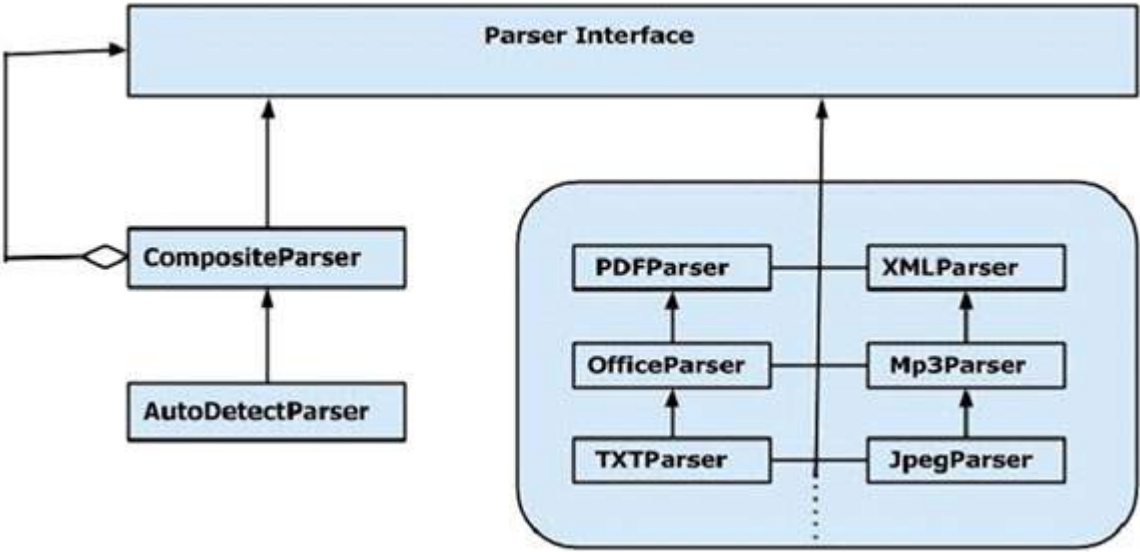 Parser Interface
CompositeParser
AutoDetectParser
PDFParser
XMLParser
OfficeParser
Mp3Parser
TXTParser
JpegParser